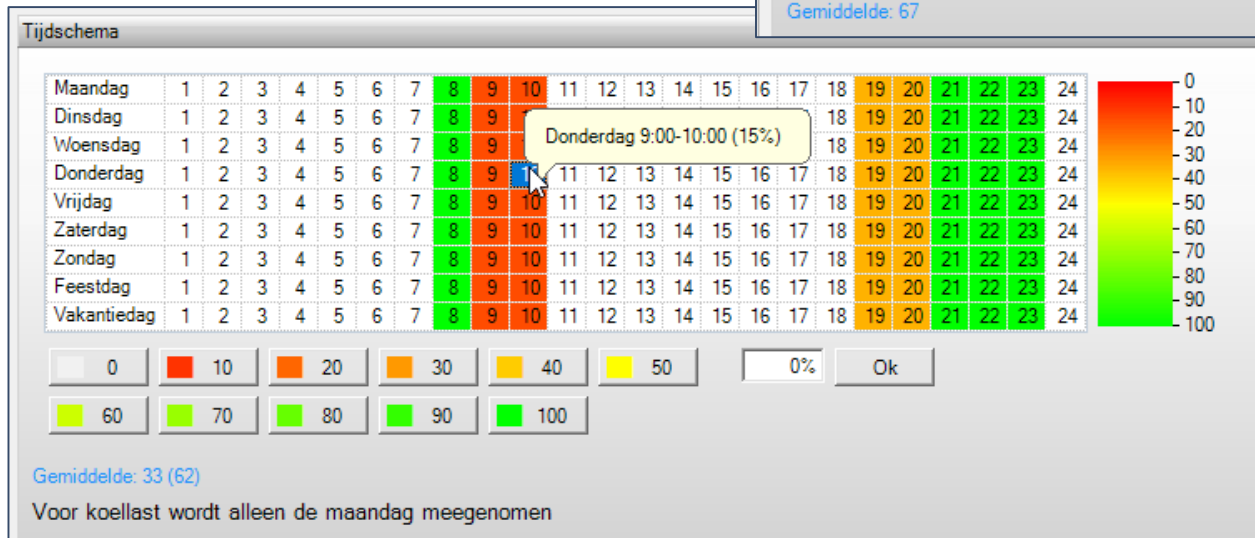 Gemiddelde: 67
Tijdschema
Maandag 1 2 3 4 5 6 7 8 9 10 11 12 13 14 15 16 17 18 19 20 21 22 23 24
Dinsdag 1 2 3 4 5 6 7 8 9 18 19 20 21 22 23 24
Woensdag 1 2 3 4 5 6 7 8 9 18 19 20 21 22 23 24
Donderdag 1 2 3 4 5 6 7 8 9 11 12 13 14 15 16 17 18 19 20 21 22 23 24
Vrijdag 1 2 3 4 5 6 7 8 9 10 11 12 13 14 15 16 17 18 19 20 21 22 23 24
Zaterdag 1 2 3 4 5 6 7 8 9 10 11 12 13 14 15 16 17 18 19 20 21 22 23 24
Zondag 1 2 3 4 5 6 7 8 9 10 11 12 13 14 15 16 17 18 19 20 21 22 23 24
Feestdag 1 2 3 4 5 6 7 8 9 10 11 12 13 14 15 16 17 18 19 20 21 22 23 24
Vakantiedag 1 2 3 4 5 6 7 8 9 10 11 12 13 14 15 16 17 18 19 20 21 22 23 24
Donderdag 9:00-10:00 (15%)
0
10
20
30
40
50
60
70
80
90
100
0 10 20 30 40 50 0% Ok
60 70 80 90 100
Gemiddelde: 33 (62)
Voor koellast wordt alleen de maandag meegenomen